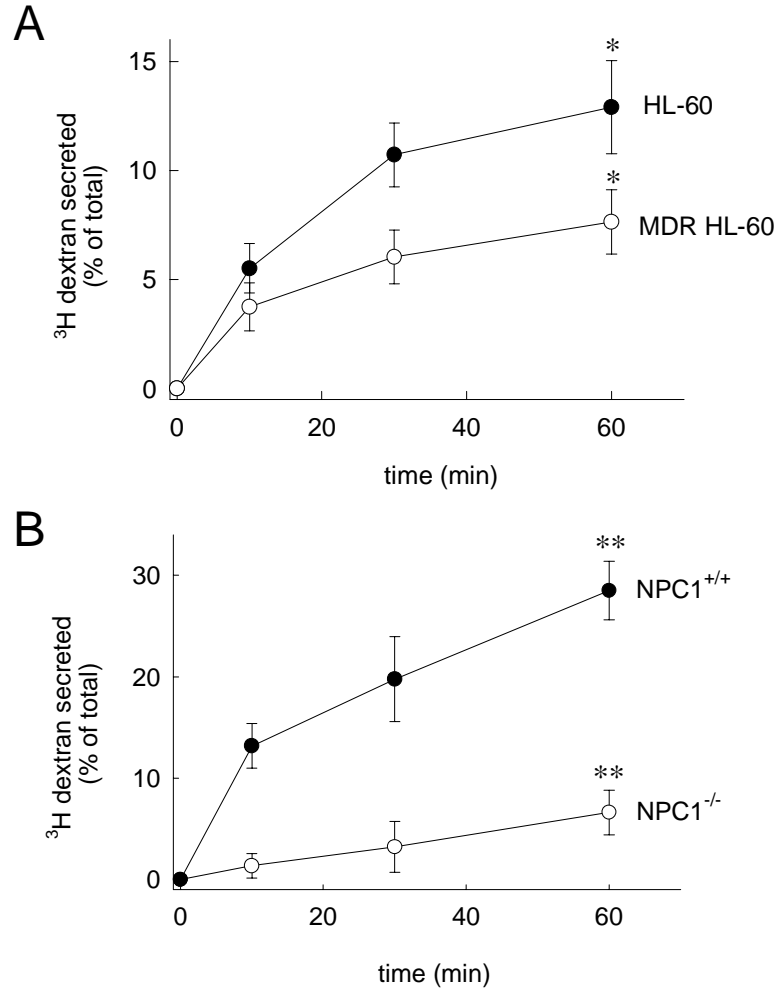 A
15
*
HL-60
10
*
MDR HL-60
5
0
³H dextran secreted
(% of total)
0 20 40 60
time (min)
B
**
30
NPC1⁺/⁺
20
10
**
NPC1⁻/⁻
0
³H dextran secreted
(% of total)
0 20 40 60
time (min)